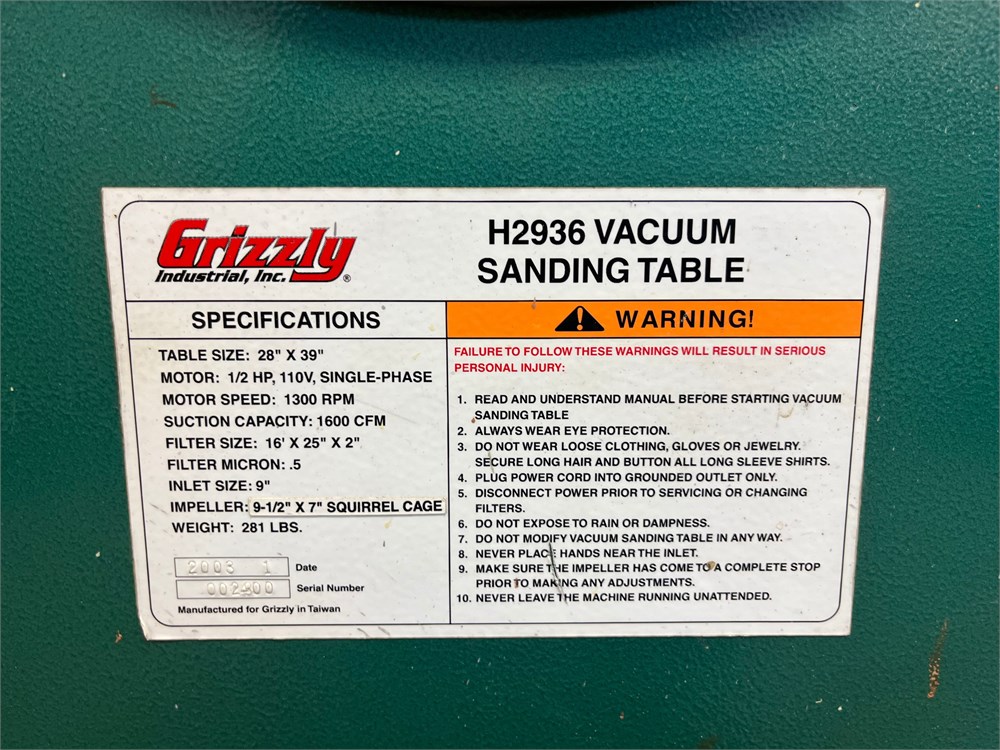 Grizzly
Industrial, Inc. ®
H2936 VACUUM
SANDING TABLE
SPECIFICATIONS
TABLE SIZE: 28" X 39"
MOTOR: 1/2 HP, 110V, SINGLE-PHASE
MOTOR SPEED: 1300 RPM
SUCTION CAPACITY: 1600 CFM
FILTER SIZE: 16' X 25" X 2"
FILTER MICRON: .5
INLET SIZE: 9"
IMPELLER: 9-1/2" X 7" SQUIRREL CAGE
WEIGHT: 281 LBS.
2003 1 Date
Serial Number
Manufactured for Grizzly in Taiwan
WARNING!
FAILURE TO FOLLOW THESE WARNINGS WILL RESULT IN SERIOUS
PERSONAL INJURY:
1. READ AND UNDERSTAND MANUAL BEFORE STARTING VACUUM
SANDING TABLE
2. ALWAYS WEAR EYE PROTECTION.
3. DO NOT WEAR LOOSE CLOTHING, GLOVES OR JEWELRY.
SECURE LONG HAIR AND BUTTON ALL LONG SLEEVE SHIRTS.
4. PLUG POWER CORD INTO GROUNDED OUTLET ONLY.
5. DISCONNECT POWER PRIOR TO SERVICING OR CHANGING
FILTERS.
6. DO NOT EXPOSE TO RAIN OR DAMPNESS.
7. DO NOT MODIFY VACUUM SANDING TABLE IN ANY WAY.
8. NEVER PLACE HANDS NEAR THE INLET.
9. MAKE SURE THE IMPELLER HAS COME TO A COMPLETE STOP
PRIOR TO MAKING ANY ADJUSTMENTS.
10. NEVER LEAVE THE MACHINE RUNNING UNATTENDED.